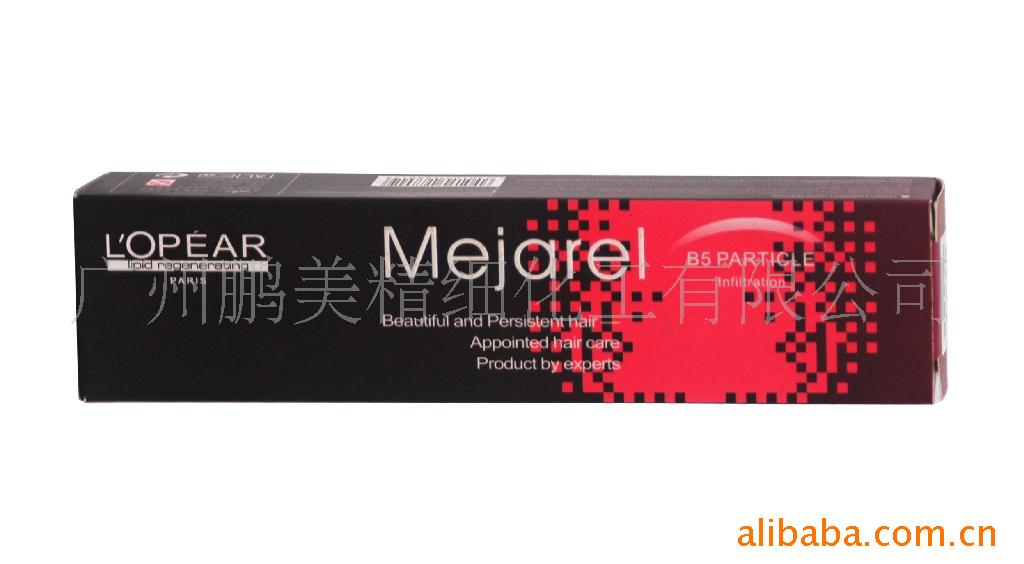 L'OPÉAR
lipid regenerating
PARIS
Mejarel
B5 PARTICLE
Infiltration
Beautiful and Persistent hair
Appointed hair care
Product by experts
广州鹏美精细化工有限公司
alibaba.com.cn